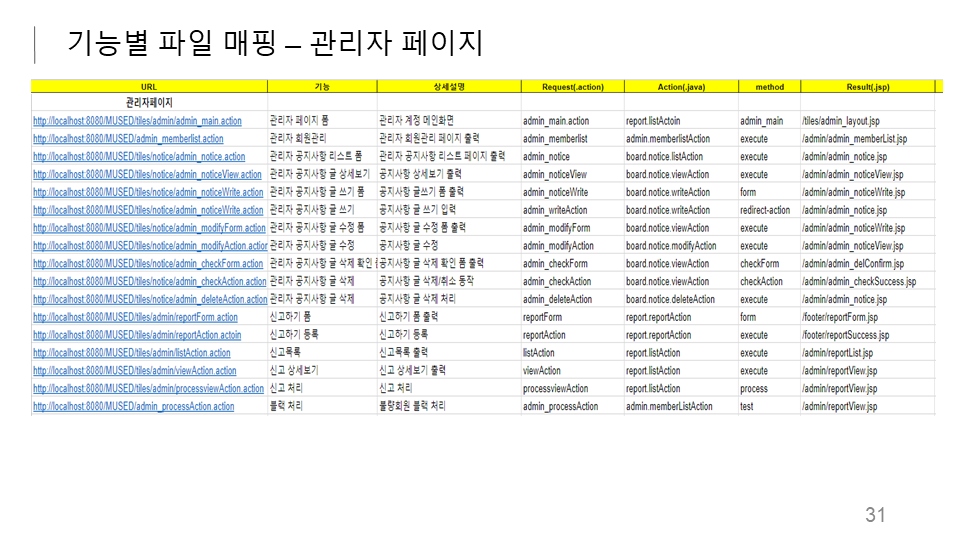 기능별 파일 매핑 – 관리자 페이지
URL 기능 상세설명 Request(.action) Action(.java) method Result(.jsp)
관리자페이지
http://localhost:8080/MUSED/tiles/admin/admin_main.action 관리자 페이지 폼 관리자 계정 메인화면 admin_main.action report.listActoin admin_main /tiles/admin_layout.jsp
http://localhost:8080/MUSED/admin_memberlist.action 관리자 회원관리 관리자 회원관리 페이지 출력 admin_memberlist admin.memberlistAction execute /admin/admin_memberList.jsp
http://localhost:8080/MUSED/tiles/notice/admin_notice.action 관리자 공지사항 리스트 폼 관리자 공지사항 리스트 페이지 출력 admin_notice board.notice.listAction execute /admin/admin_notice.jsp
http://localhost:8080/MUSED/tiles/notice/admin_noticeView.action 관리자 공지사항 글 상세보기 공지사항 상세보기 출력 admin_noticeView board.notice.viewAction execute /admin/admin_noticeView.jsp
http://localhost:8080/MUSED/tiles/notice/admin_noticeWrite.action 관리자 공지사항 글 쓰기 폼 공지사항 글쓰기 폼 출력 admin_noticeWrite board.notice.writeAction form /admin/admin_noticeWrite.jsp
http://localhost:8080/MUSED/tiles/notice/admin_noticeWrite.action 관리자 공지사항 글 쓰기 공지사항 글 쓰기 입력 admin_writeAction board.notice.writeAction redirect-action /admin/admin_notice.jsp
http://localhost:8080/MUSED/tiles/notice/admin_modifyForm.action 관리자 공지사항 글 수정 폼 공지사항 글 수정 폼 출력 admin_modifyForm board.notice.viewAction execute /admin/admin_noticeWrite.jsp
http://localhost:8080/MUSED/tiles/notice/admin_modifyAction.action 관리자 공지사항 글 수정 공지사항 글 수정 admin_modifyAction board.notice.modifyAction execute /admin/admin_noticeView.jsp
http://localhost:8080/MUSED/tiles/notice/admin_checkForm.action 관리자 공지사항 글 삭제 확인 공지사항 글 삭제 확인 폼 출력 admin_checkForm board.notice.viewAction checkForm /admin/admin_delConfirm.jsp
http://localhost:8080/MUSED/tiles/notice/admin_checkAction.action 관리자 공지사항 글 삭제 공지사항 글 삭제/취소 동작 admin_checkAction board.notice.viewAction checkAction /admin/admin_checkSuccess.jsp
http://localhost:8080/MUSED/tiles/notice/admin_deleteAction.action 관리자 공지사항 글 삭제 공지사항 글 삭제 처리 admin_deleteAction board.notice.deleteAction execute /admin/admin_notice.jsp
http://localhost:8080/MUSED/tiles/admin/reportForm.action 신고하기 폼 신고하기 폼 출력 reportForm report.reportAction form /footer/reportForm.jsp
http://localhost:8080/MUSED/tiles/admin/reportAction.actoin 신고하기 등록 신고하기 등록 reportAction report.reportAction execute /footer/reportSuccess.jsp
http://localhost:8080/MUSED/tiles/admin/listAction.action 신고목록 신고목록 출력 listAction report.listAction execute /admin/reportList.jsp
http://localhost:8080/MUSED/tiles/admin/viewAction.action 신고 상세보기 신고 상세보기 출력 viewAction report.listAction execute /admin/reportView.jsp
http://localhost:8080/MUSED/tiles/admin/processviewAction.action 신고 처리 신고 처리 processviewAction report.listAction process /admin/reportView.jsp
http://localhost:8080/MUSED/admin_processAction.action 블랙 처리 불량회원 블랙 처리 admin_processAction admin.memberListAction test /admin/reportView.jsp
31